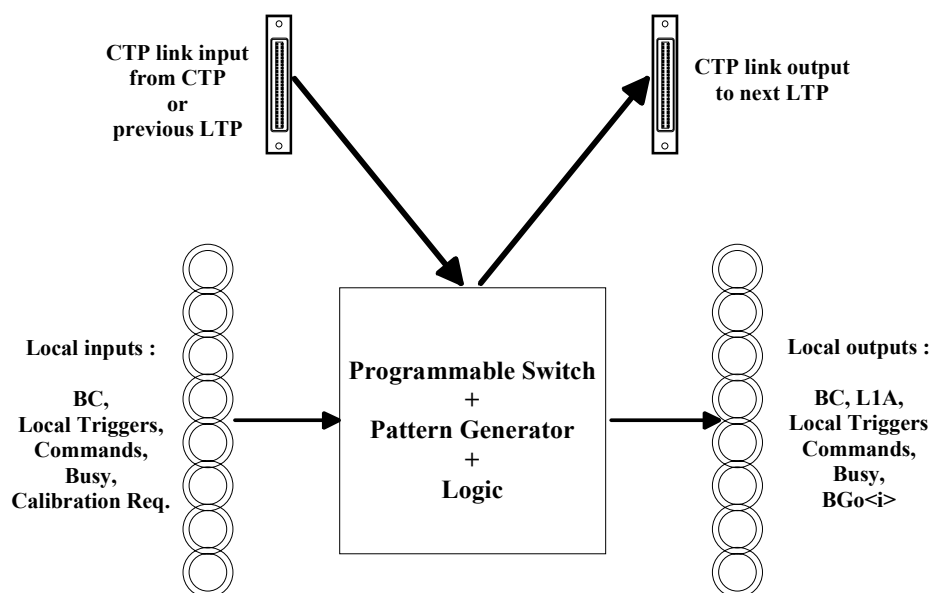 CTP link input
from CTP
or
previous LTP
CTP link output
to next LTP
Local inputs :
BC,
Local Triggers,
Commands,
Busy,
Calibration Req.
Programmable Switch
+
Pattern Generator
+
Logic
Local outputs :
BC, L1A,
Local Triggers
Commands,
Busy,
BGo<i>